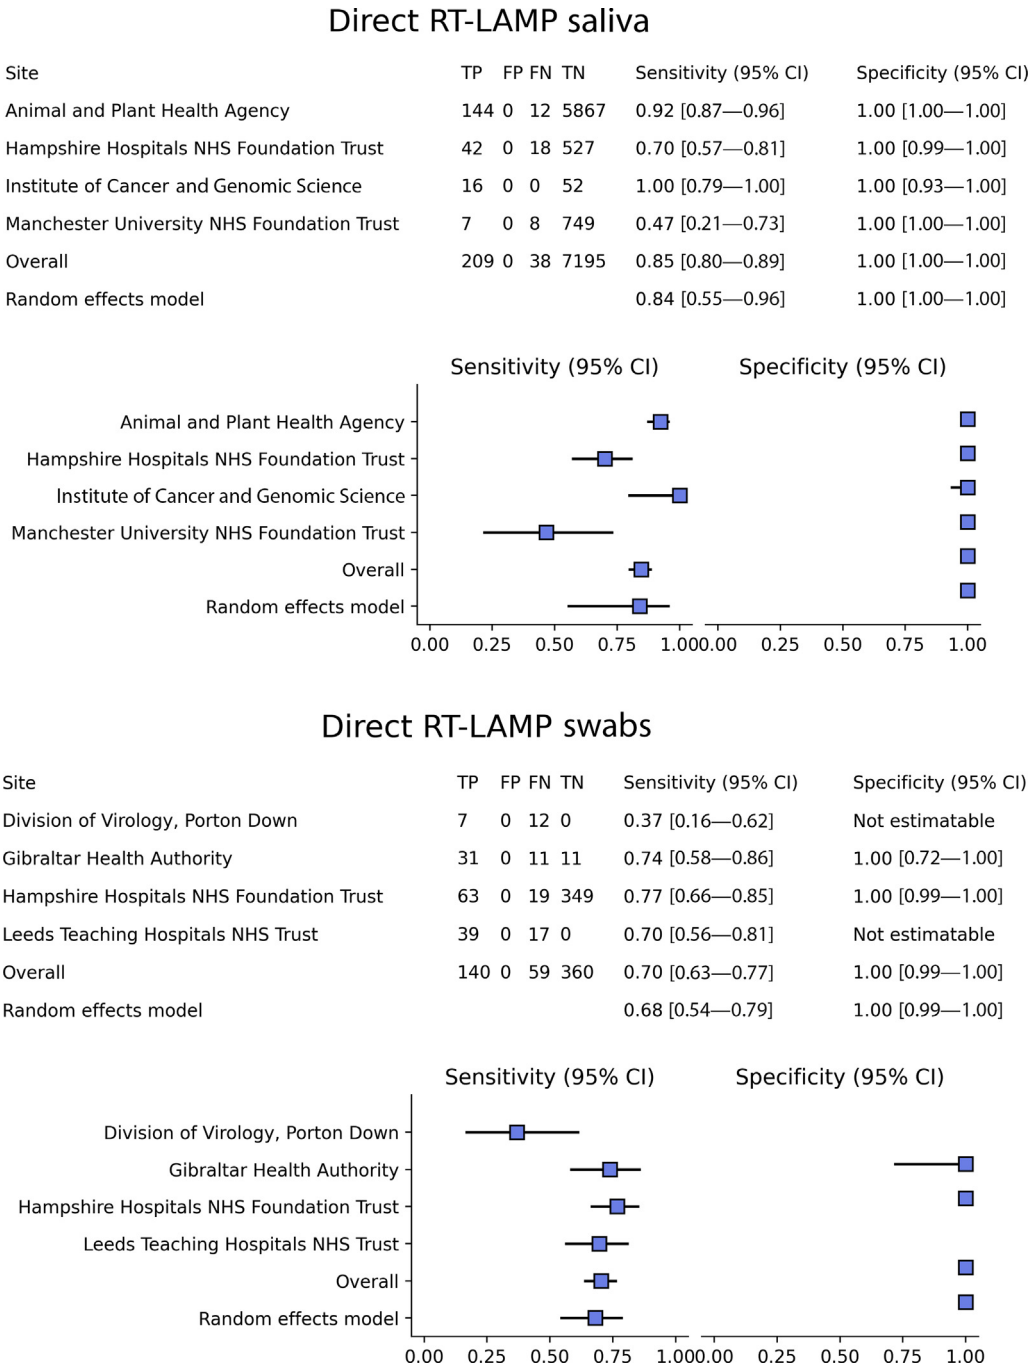 Direct RT-LAMP saliva
Site TP FP FN TN Sensitivity (95% CI) Specificity (95% CI)
Animal and Plant Health Agency 144 0 12 5867 0.92 [0.87—0.96] 1.00 [1.00—1.00]
Hampshire Hospitals NHS Foundation Trust 42 0 18 527 0.70 [0.57—0.81] 1.00 [0.99—1.00]
Institute of Cancer and Genomic Science 16 0 0 52 1.00 [0.79—1.00] 1.00 [0.93—1.00]
Manchester University NHS Foundation Trust 7 0 8 749 0.47 [0.21—0.73] 1.00 [1.00—1.00]
Overall 209 0 38 7195 0.85 [0.80—0.89] 1.00 [1.00—1.00]
Random effects model 0.84 [0.55—0.96] 1.00 [1.00—1.00]
Sensitivity (95% CI) Specificity (95% CI)
Animal and Plant Health Agency
Hampshire Hospitals NHS Foundation Trust
Institute of Cancer and Genomic Science
Manchester University NHS Foundation Trust
Overall
Random effects model
0.00 0.25 0.50 0.75 1.00 0.00 0.25 0.50 0.75 1.00
Direct RT-LAMP swabs
Site TP FP FN TN Sensitivity (95% CI) Specificity (95% CI)
Division of Virology, Porton Down 7 0 12 0 0.37 [0.16—0.62] Not estimatable
Gibraltar Health Authority 31 0 11 11 0.74 [0.58—0.86] 1.00 [0.72—1.00]
Hampshire Hospitals NHS Foundation Trust 63 0 19 349 0.77 [0.66—0.85] 1.00 [0.99—1.00]
Leeds Teaching Hospitals NHS Trust 39 0 17 0 0.70 [0.56—0.81] Not estimatable
Overall 140 0 59 360 0.70 [0.63—0.77] 1.00 [0.99—1.00]
Random effects model 0.68 [0.54—0.79] 1.00 [0.99—1.00]
Sensitivity (95% CI) Specificity (95% CI)
Division of Virology, Porton Down
Gibraltar Health Authority
Hampshire Hospitals NHS Foundation Trust
Leeds Teaching Hospitals NHS Trust
Overall
Random effects model
0.00 0.25 0.50 0.75 1.00 0.00 0.25 0.50 0.75 1.00